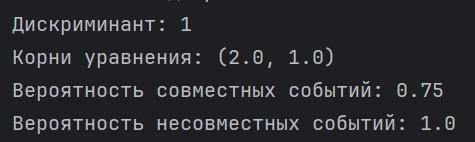 Дискриминант: 1
Корни уравнения: (2.0, 1.0)
Вероятность совместных событий: 0.75
Вероятность несовместных событий: 1.0